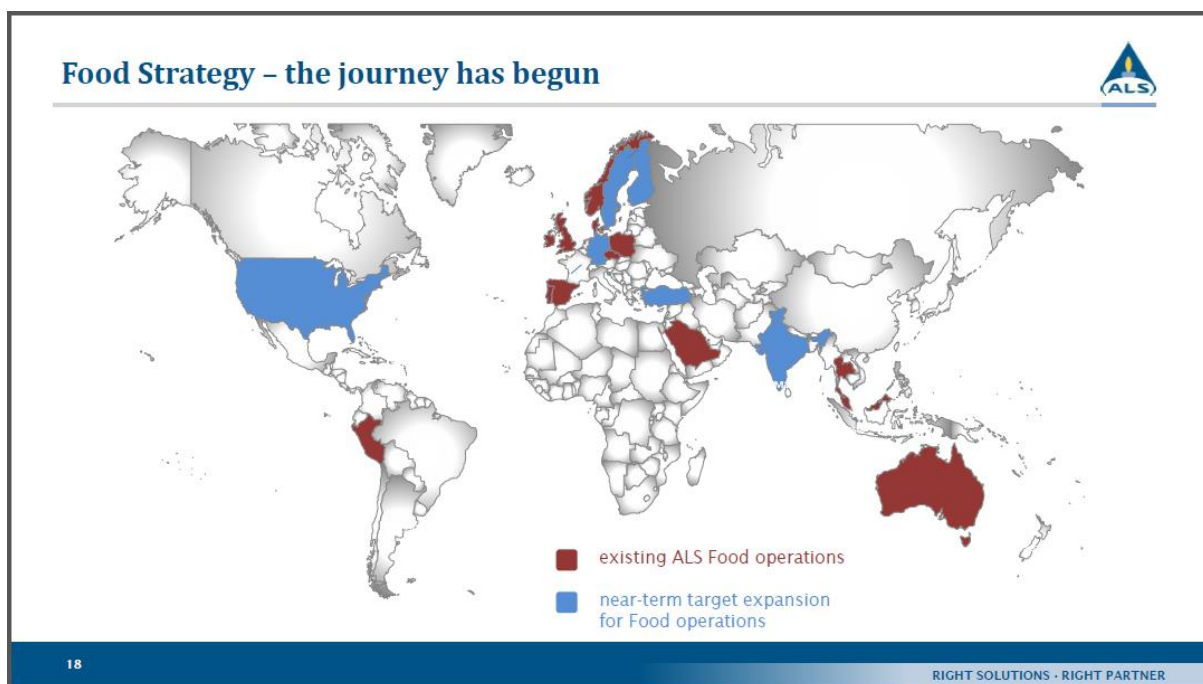 Food Strategy – the journey has begun
ALS
existing ALS Food operations
near-term target expansion
for Food operations
18
RIGHT SOLUTIONS · RIGHT PARTNER